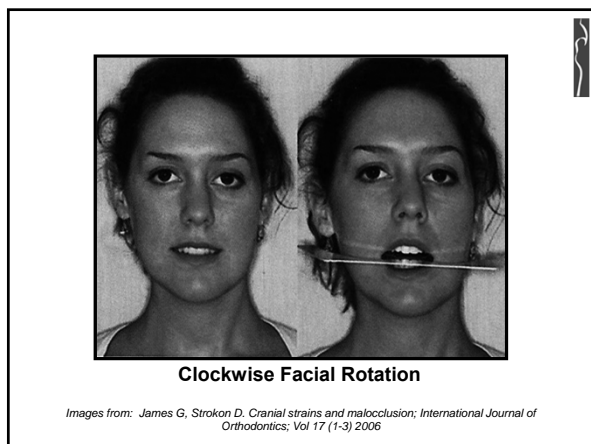 Clockwise Facial Rotation
Images from: James G, Strokon D. Cranial strains and malocclusion; International Journal of
Orthodontics; Vol 17 (1-3) 2006